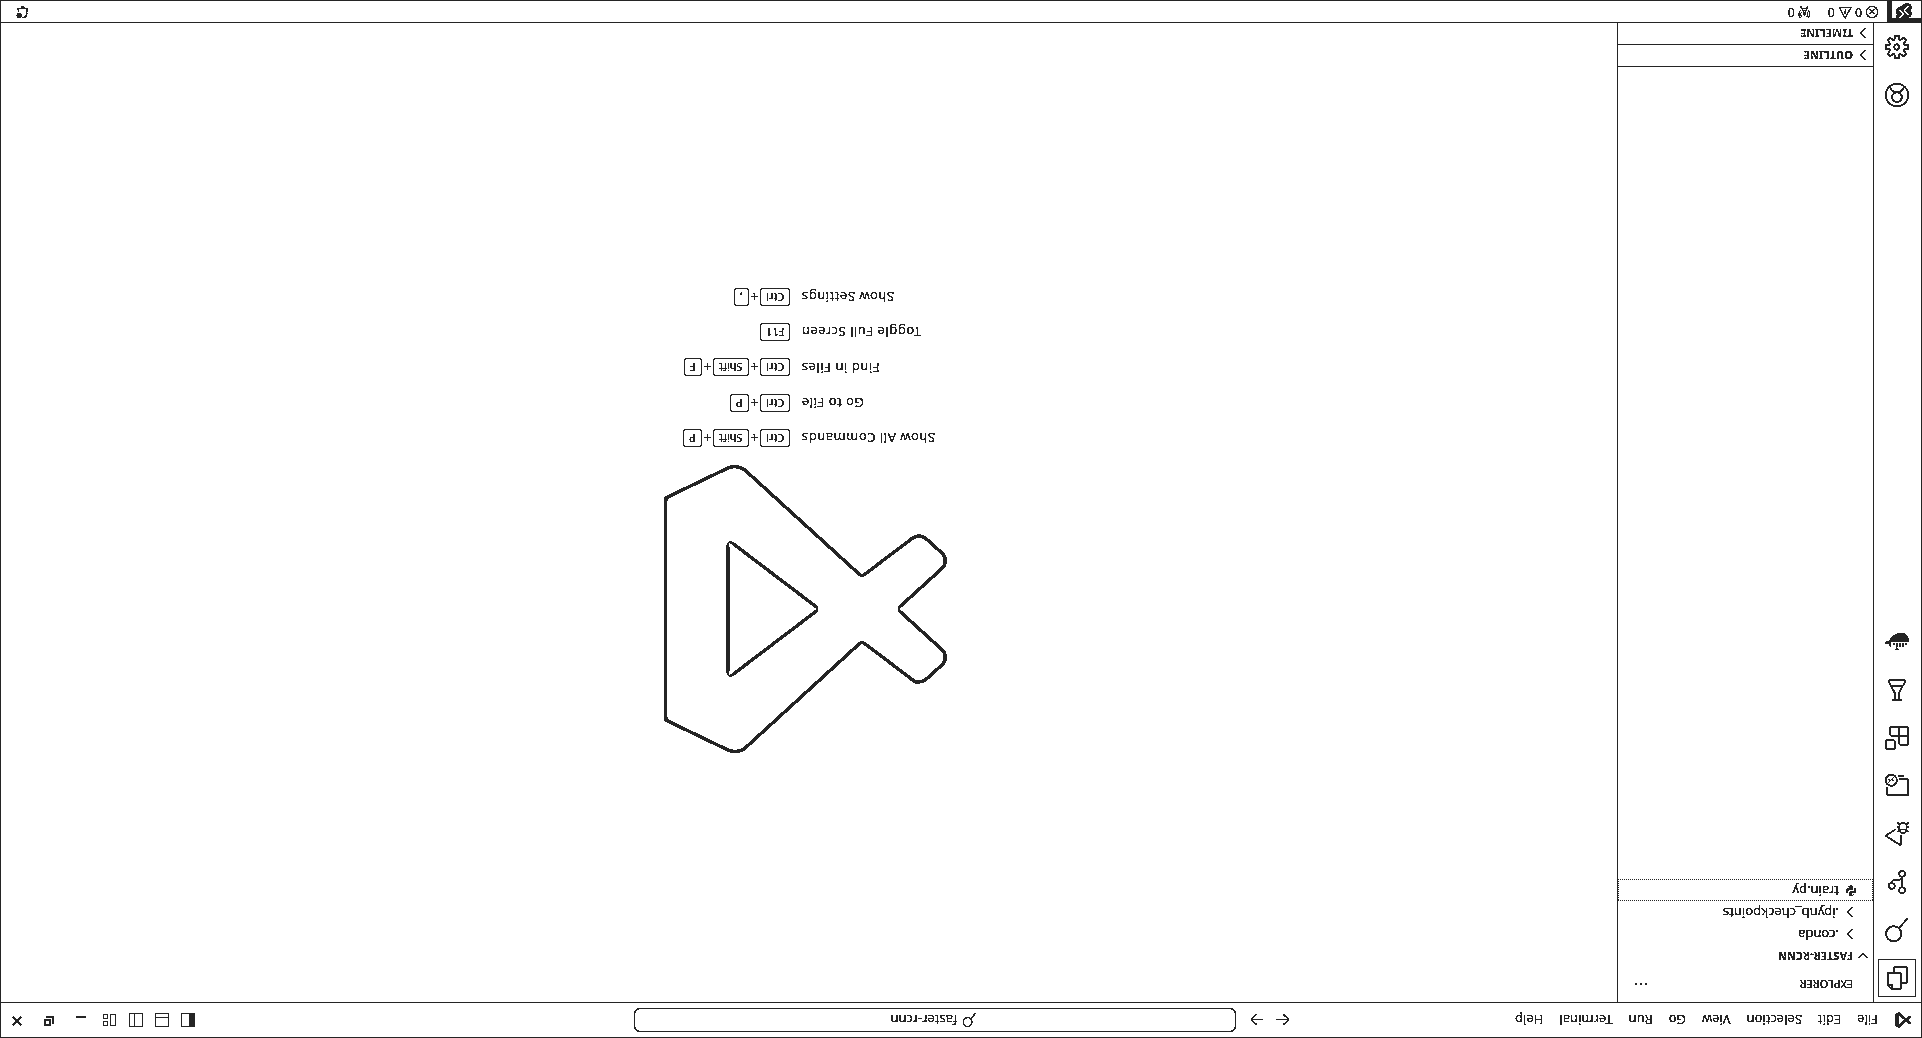 File Edit Selection View Go Run Terminal Help
faster-rcnn
EXPLORER
FASTER-RCNN
.conda
.ipynb_checkpoints
train.py
Show All Commands Ctrl + Shift + P
Go to File Ctrl + P
Find in Files Ctrl + Shift + F
Toggle Full Screen F11
Show Settings Ctrl + ,
OUTLINE
TIMELINE
0 0 0